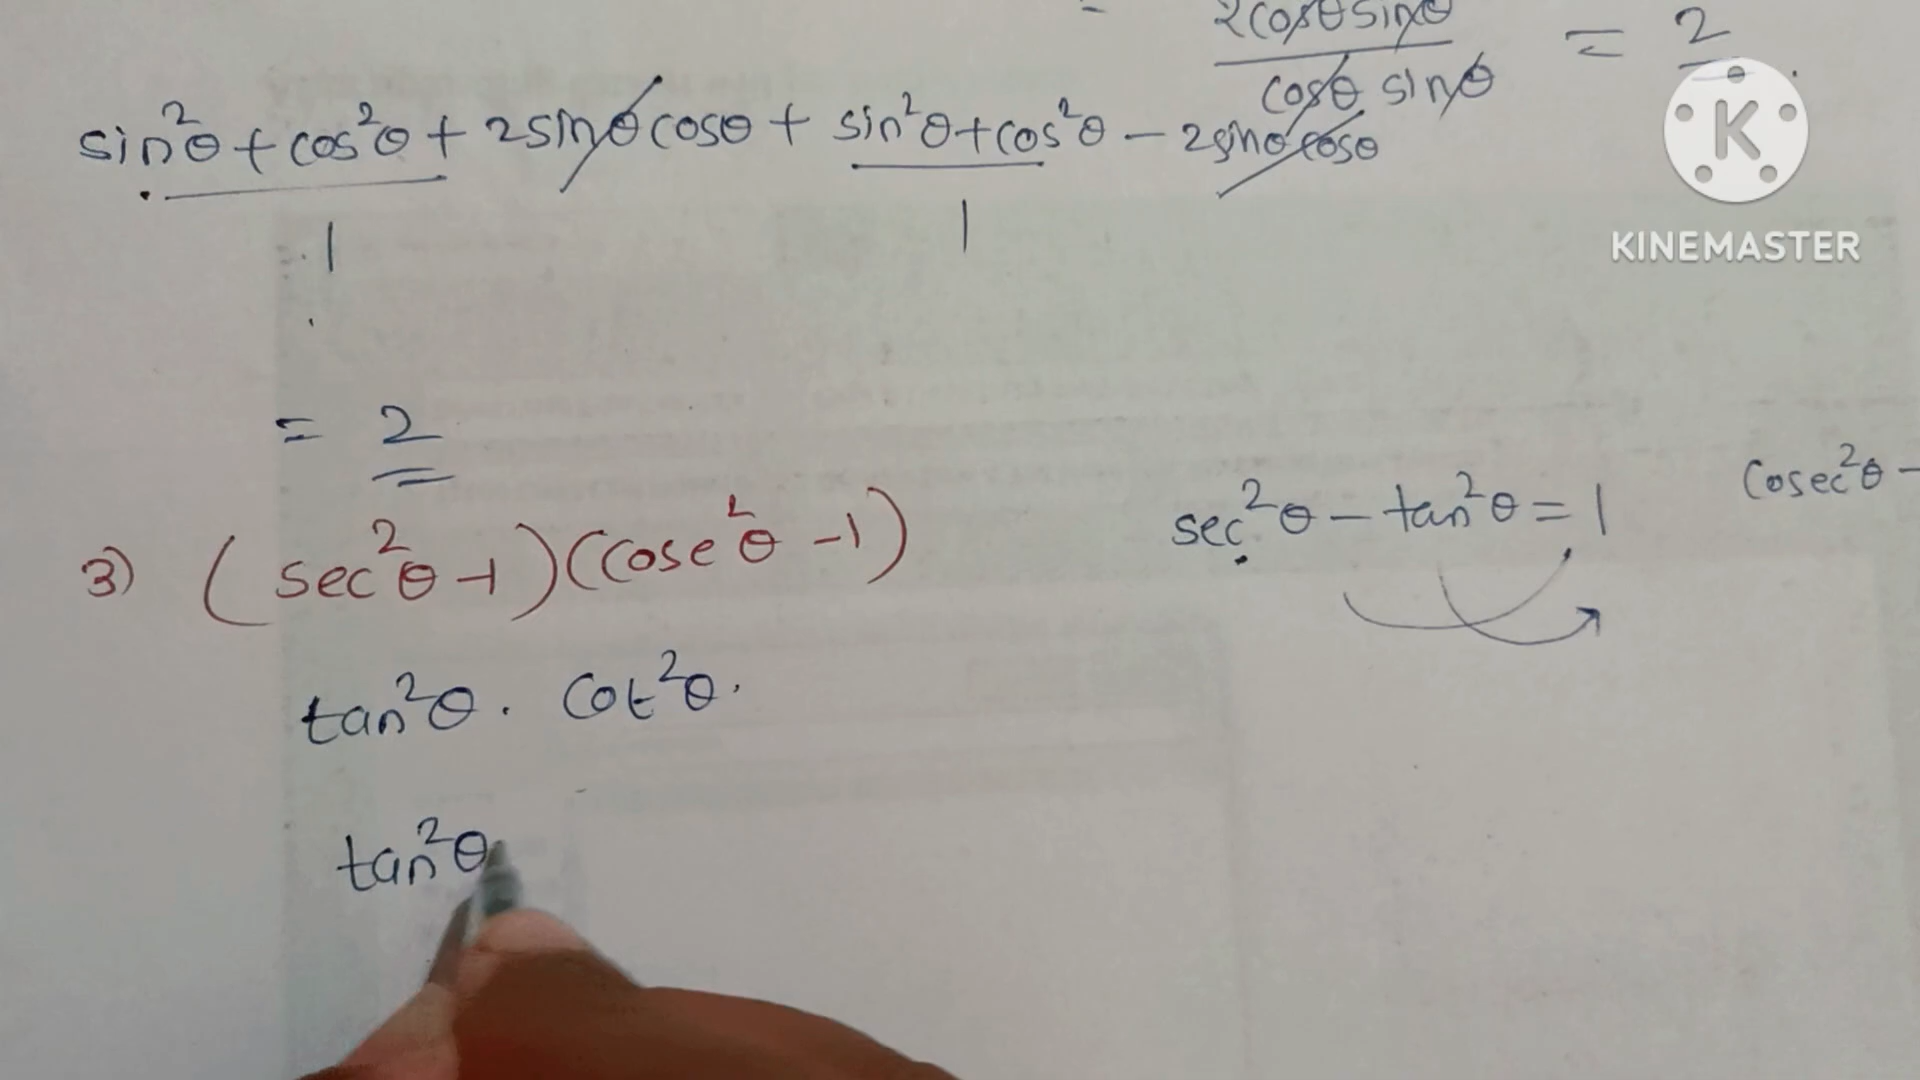 2cosθsinθ
cosθ sinθ
= 2
sin²θ + cos²θ + 2sinθcosθ + sin²θ + cos²θ - 2sinθcosθ
1 1
= 2
3) (sec²θ -1)(cose²θ -1)
sec²θ - tan²θ = 1
cosec²θ -
tan²θ . cot²θ.
tan²θ
K
KINEMASTER